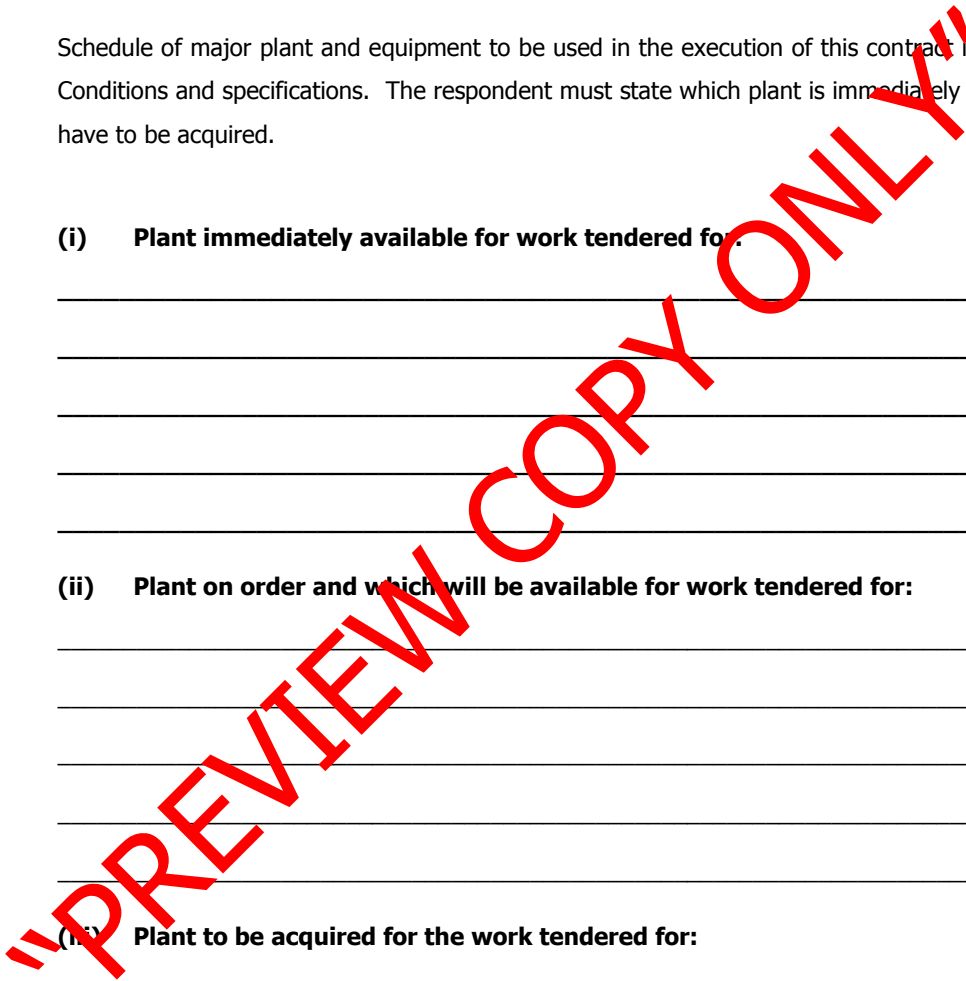 Schedule of major plant and equipment to be used in the execution of this contract
Conditions and specifications. The respondent must state which plant is immediately
have to be acquired.
(i) Plant immediately available for work tendered for:
(ii) Plant on order and which will be available for work tendered for:
(iii) Plant to be acquired for the work tendered for:
"PREVIEW COPY ONLY"